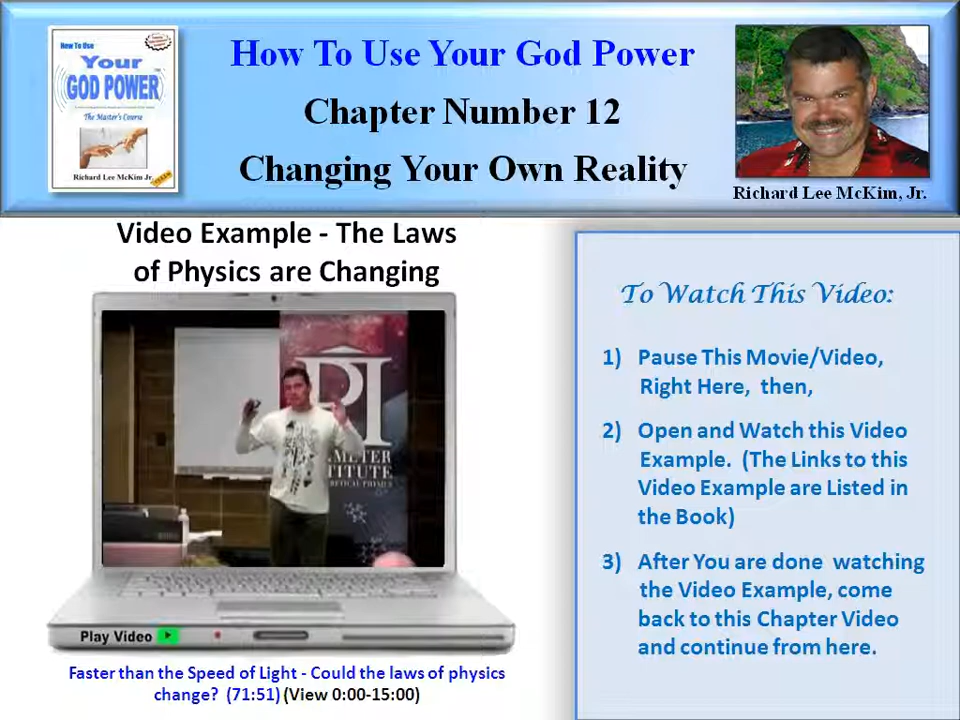 How To Use
Your
GOD POWER
The Master's Course
Richard Lee McKim Jr.
How To Use Your God Power
Chapter Number 12
Changing Your Own Reality
Richard Lee McKim, Jr.
Video Example - The Laws
of Physics are Changing
PI
METER
TITUTE
Play Video
Faster than the Speed of Light - Could the laws of physics
change? (71:51) (View 0:00-15:00)
To Watch This Video:
1) Pause This Movie/Video,
Right Here, then,
2) Open and Watch this Video
Example. (The Links to this
Video Example are Listed in
the Book)
3) After You are done watching
the Video Example, come
back to this Chapter Video
and continue from here.